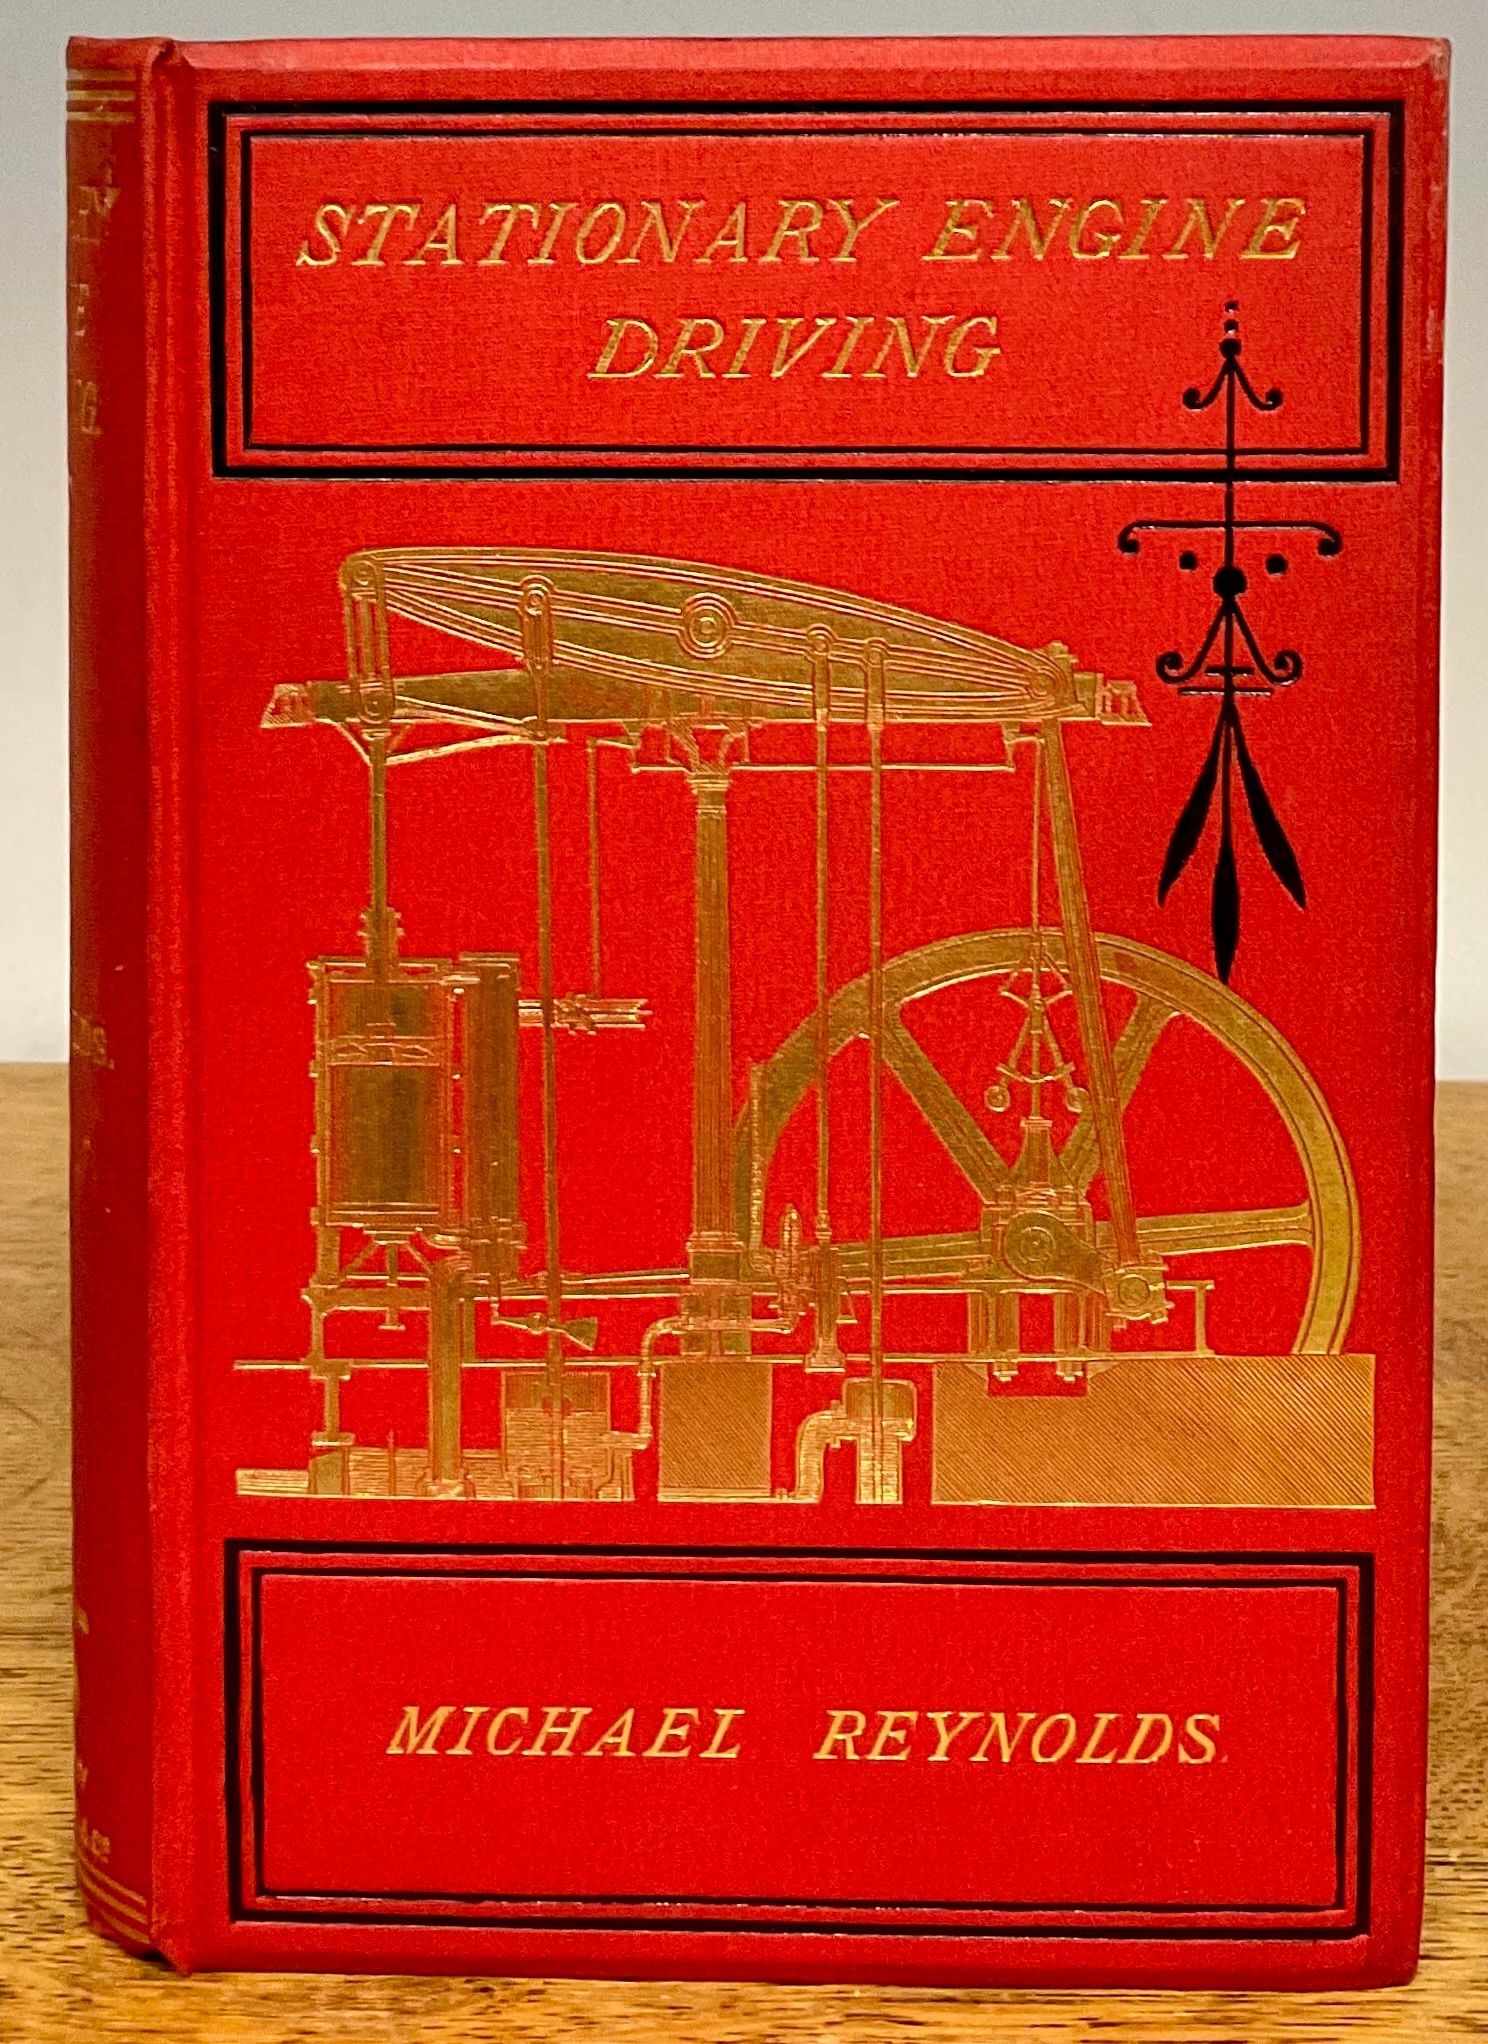 STATIONARY ENGINE
DRIVING
MICHAEL REYNOLDS.